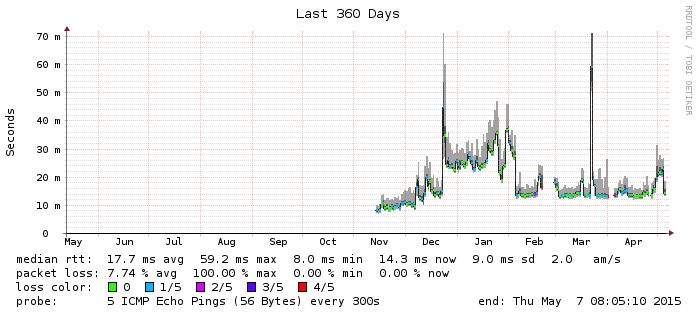 Last 360 Days
RRDTOOL / TOBI OETIKER
Seconds
70 m
60 m
50 m
40 m
30 m
20 m
10 m
0
May Jun Jul Aug Sep Oct Nov Dec Jan Feb Mar Apr
median rtt: 17.7 ms avg 59.2 ms max 8.0 ms min 14.3 ms now 9.0 ms sd 2.0 am/s
packet loss: 7.74 % avg 100.00 % max 0.00 % min 0.00 % now
loss color: 0 1/5 2/5 3/5 4/5
probe: 5 ICMP Echo Pings (56 Bytes) every 300s end: Thu May 7 08:05:10 2015